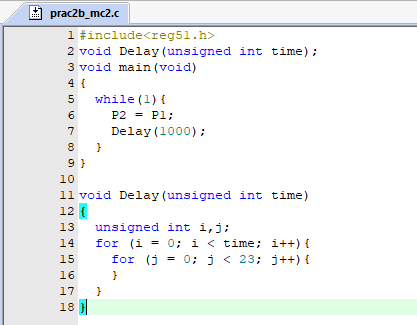 prac2b_mc2.c
1 #include<reg51.h>
2 void Delay(unsigned int time);
3 void main(void)
4 {
5   while(1){
6     P2 = P1;
7     Delay(1000);
8   }
9 }
10
11 void Delay(unsigned int time)
12 {
13   unsigned int i,j;
14   for (i = 0; i < time; i++){
15     for (j = 0; j < 23; j++){
16     }
17   }
18 }